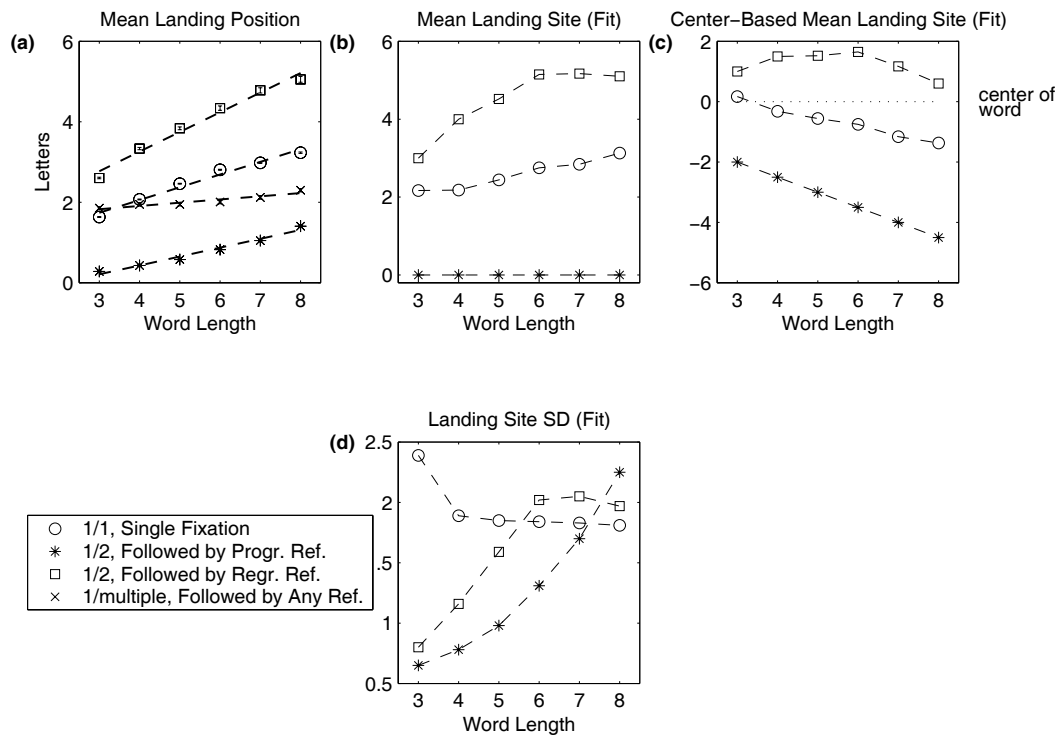 Mean Landing Position
(a)
6
4
2
0
Letters
3 4 5 6 7 8
Word Length
Mean Landing Site (Fit)
(b)
6
4
2
0
3 4 5 6 7 8
Word Length
Center−Based Mean Landing Site (Fit)
(c)
2
0
−2
−4
−6
center of
word
3 4 5 6 7 8
Word Length
Landing Site SD (Fit)
(d)
2.5
2
1.5
1
0.5
3 4 5 6 7 8
Word Length
1/1, Single Fixation
1/2, Followed by Progr. Ref.
1/2, Followed by Regr. Ref.
1/multiple, Followed by Any Ref.